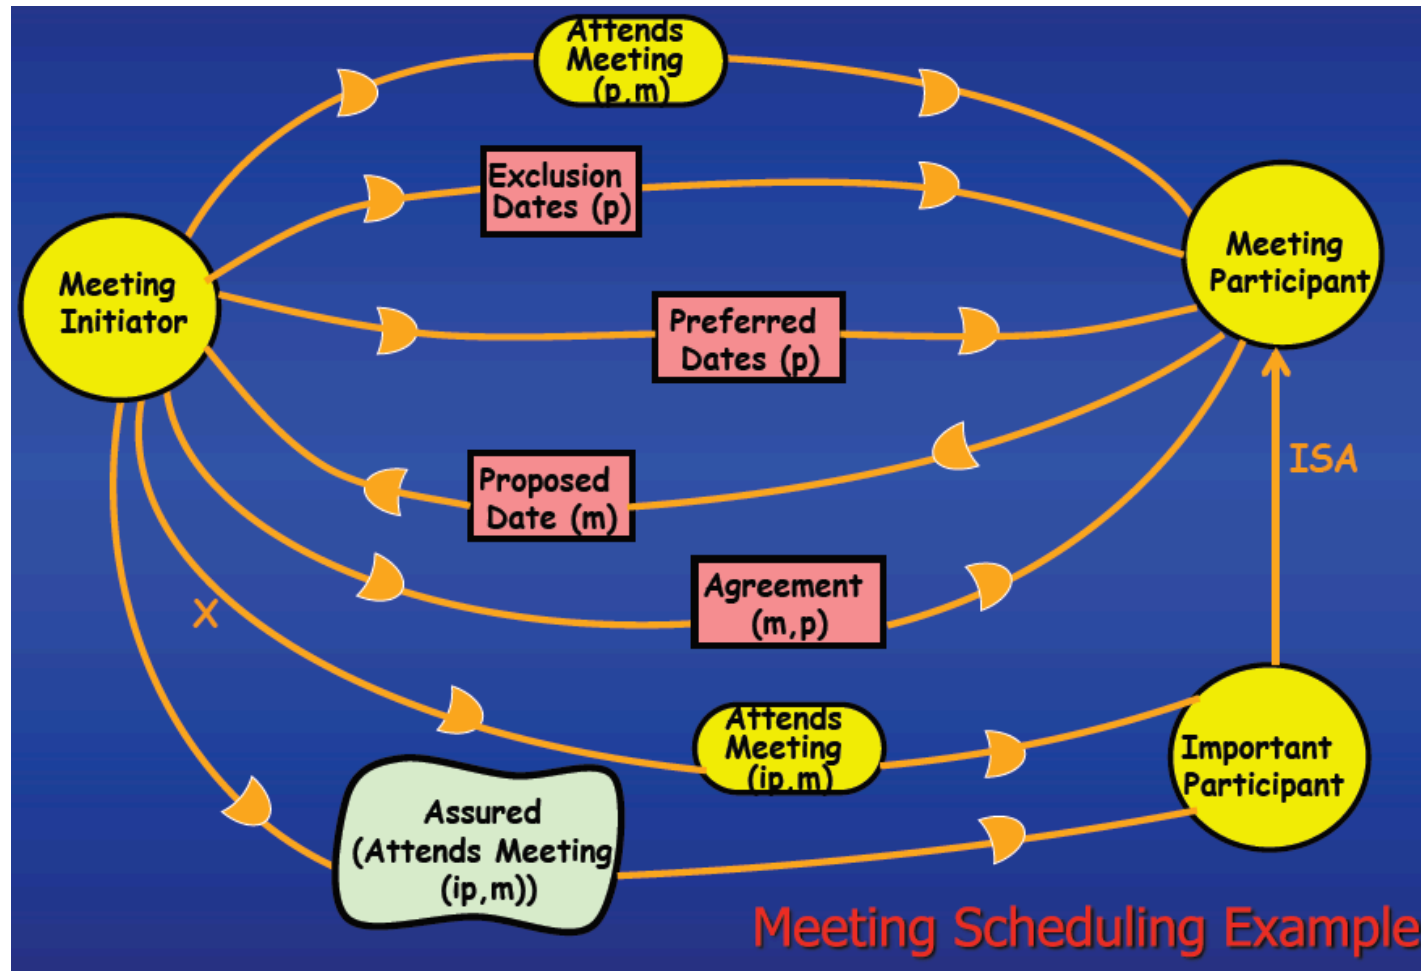 Attends
Meeting
(p,m)
Exclusion
Dates (p)
Meeting
Participant
Meeting
Initiator
Preferred
Dates (p)
ISA
Proposed
Date (m)
Agreement
(m,p)
X
Attends
Meeting
(ip,m)
Important
Participant
Assured
(Attends Meeting
(ip,m))
Meeting Scheduling Example